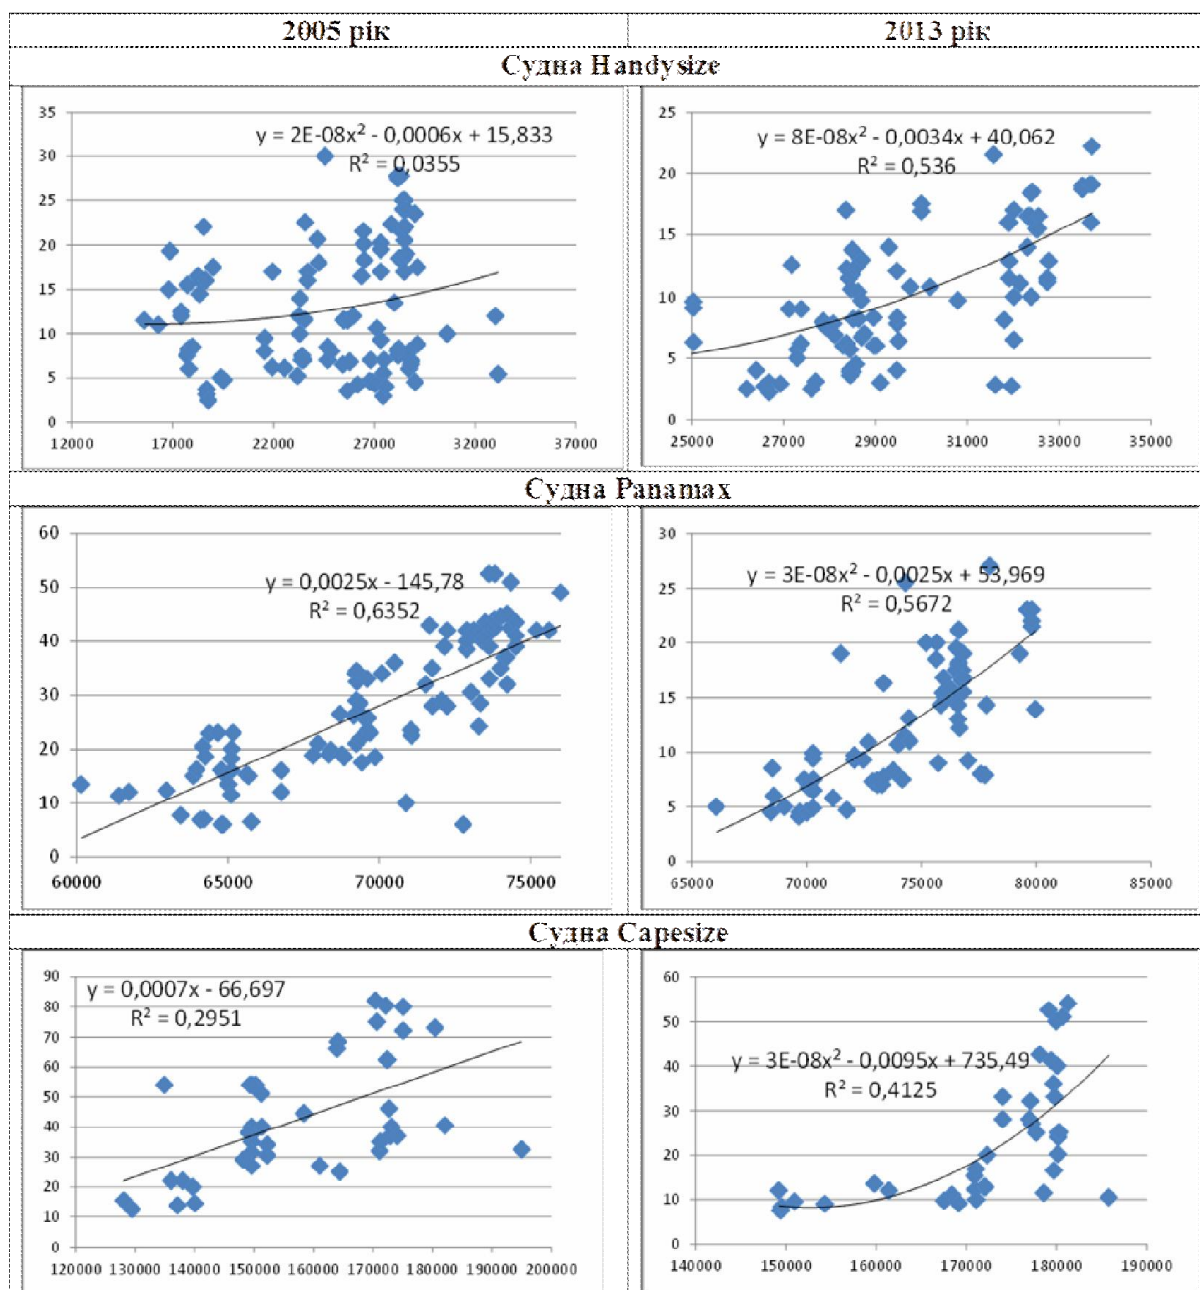 2005 рік
2013 рік
Судна Handysize
35
30
25
20
15
10
5
0
y = 2E-08x² - 0,0006x + 15,833
R² = 0,0355
12000 17000 22000 27000 32000 37000
25
20
15
10
5
0
y = 8E-08x² - 0,0034x + 40,062
R² = 0,536
25000 27000 29000 31000 33000 35000
Судна Panamax
60
50
40
30
20
10
0
y = 0,0025x - 145,78
R² = 0,6352
60000 65000 70000 75000
30
25
20
15
10
5
0
y = 3E-08x² - 0,0025x + 53,969
R² = 0,5672
65000 70000 75000 80000 85000
Судна Capesize
90
80
70
60
50
40
30
20
10
0
y = 0,0007x - 66,697
R² = 0,2951
120000 130000 140000 150000 160000 170000 180000 190000 200000
60
50
40
30
20
10
0
y = 3E-08x² - 0,0095x + 735,49
R² = 0,4125
140000 150000 160000 170000 180000 190000